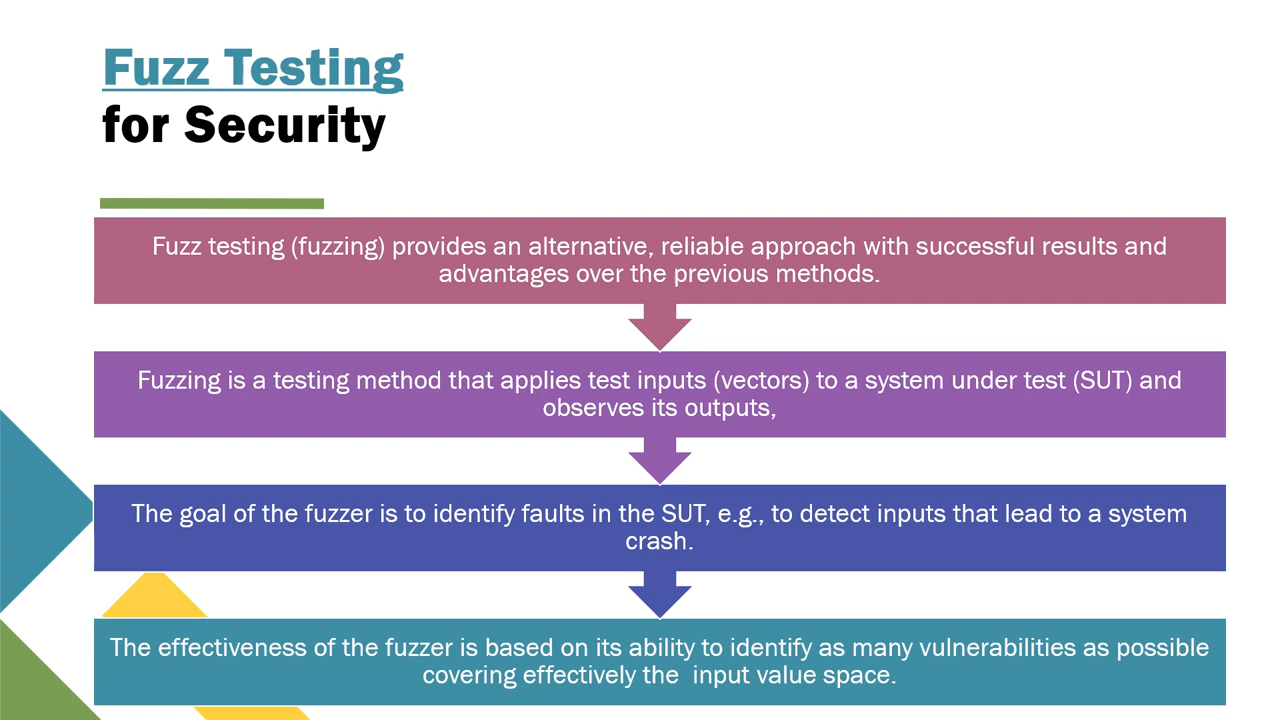 Fuzz Testing
for Security
Fuzz testing (fuzzing) provides an alternative, reliable approach with successful results and
advantages over the previous methods.
Fuzzing is a testing method that applies test inputs (vectors) to a system under test (SUT) and
observes its outputs,
The goal of the fuzzer is to identify faults in the SUT, e.g., to detect inputs that lead to a system
crash.
The effectiveness of the fuzzer is based on its ability to identify as many vulnerabilities as possible
covering effectively the  input value space.